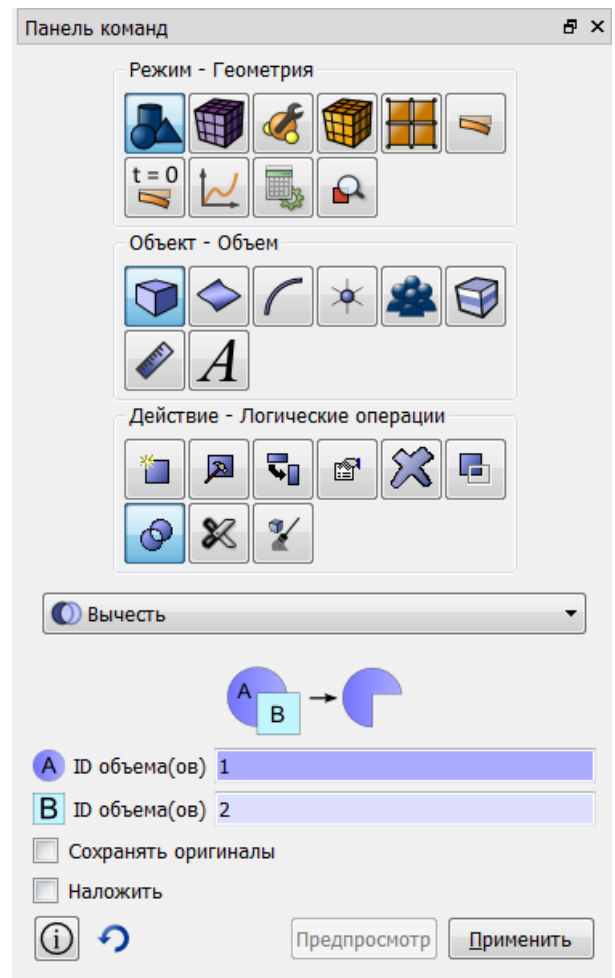 Панель команд
Режим - Геометрия
t = 0
Объект - Объем
A
Действие - Логические операции
Вычесть
A
B
A ID объема(ов) 1
B ID объема(ов) 2
Сохранять оригиналы
Наложить
Предпросмотр Применить